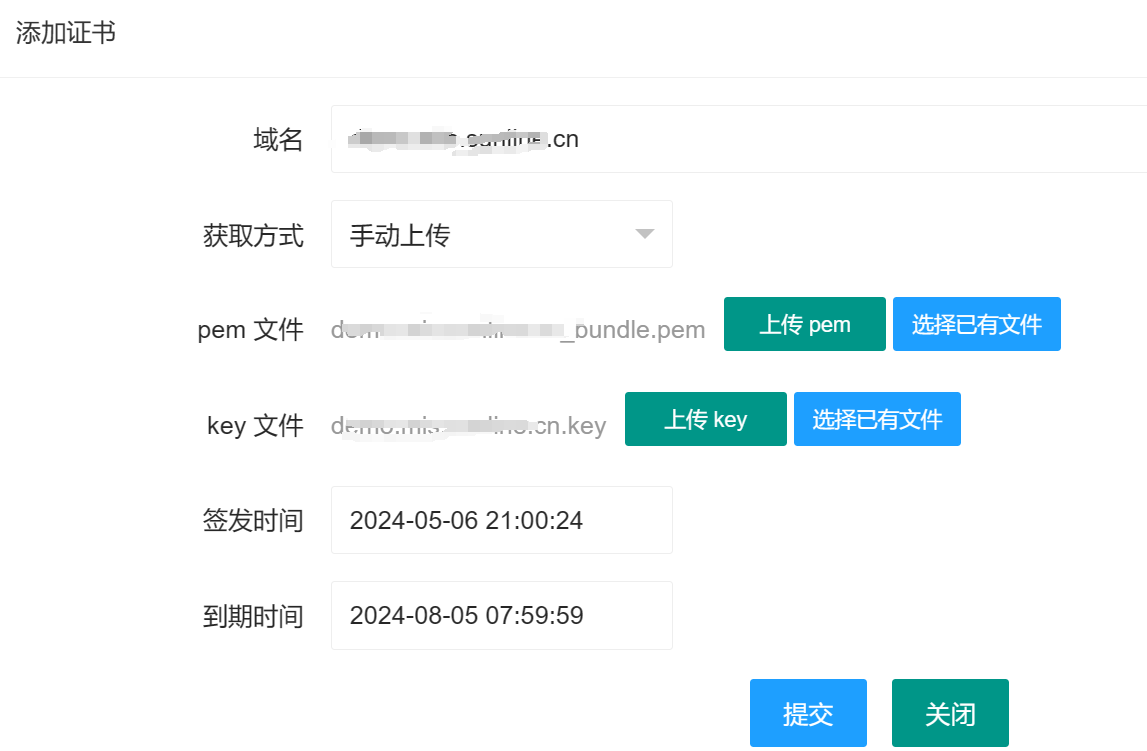 添加证书
域名 .cn
获取方式 手动上传
pem 文件 _bundle.pem 上传 pem 选择已有文件
key 文件 .cn.key 上传 key 选择已有文件
签发时间 2024-05-06 21:00:24
到期时间 2024-08-05 07:59:59
提交 关闭